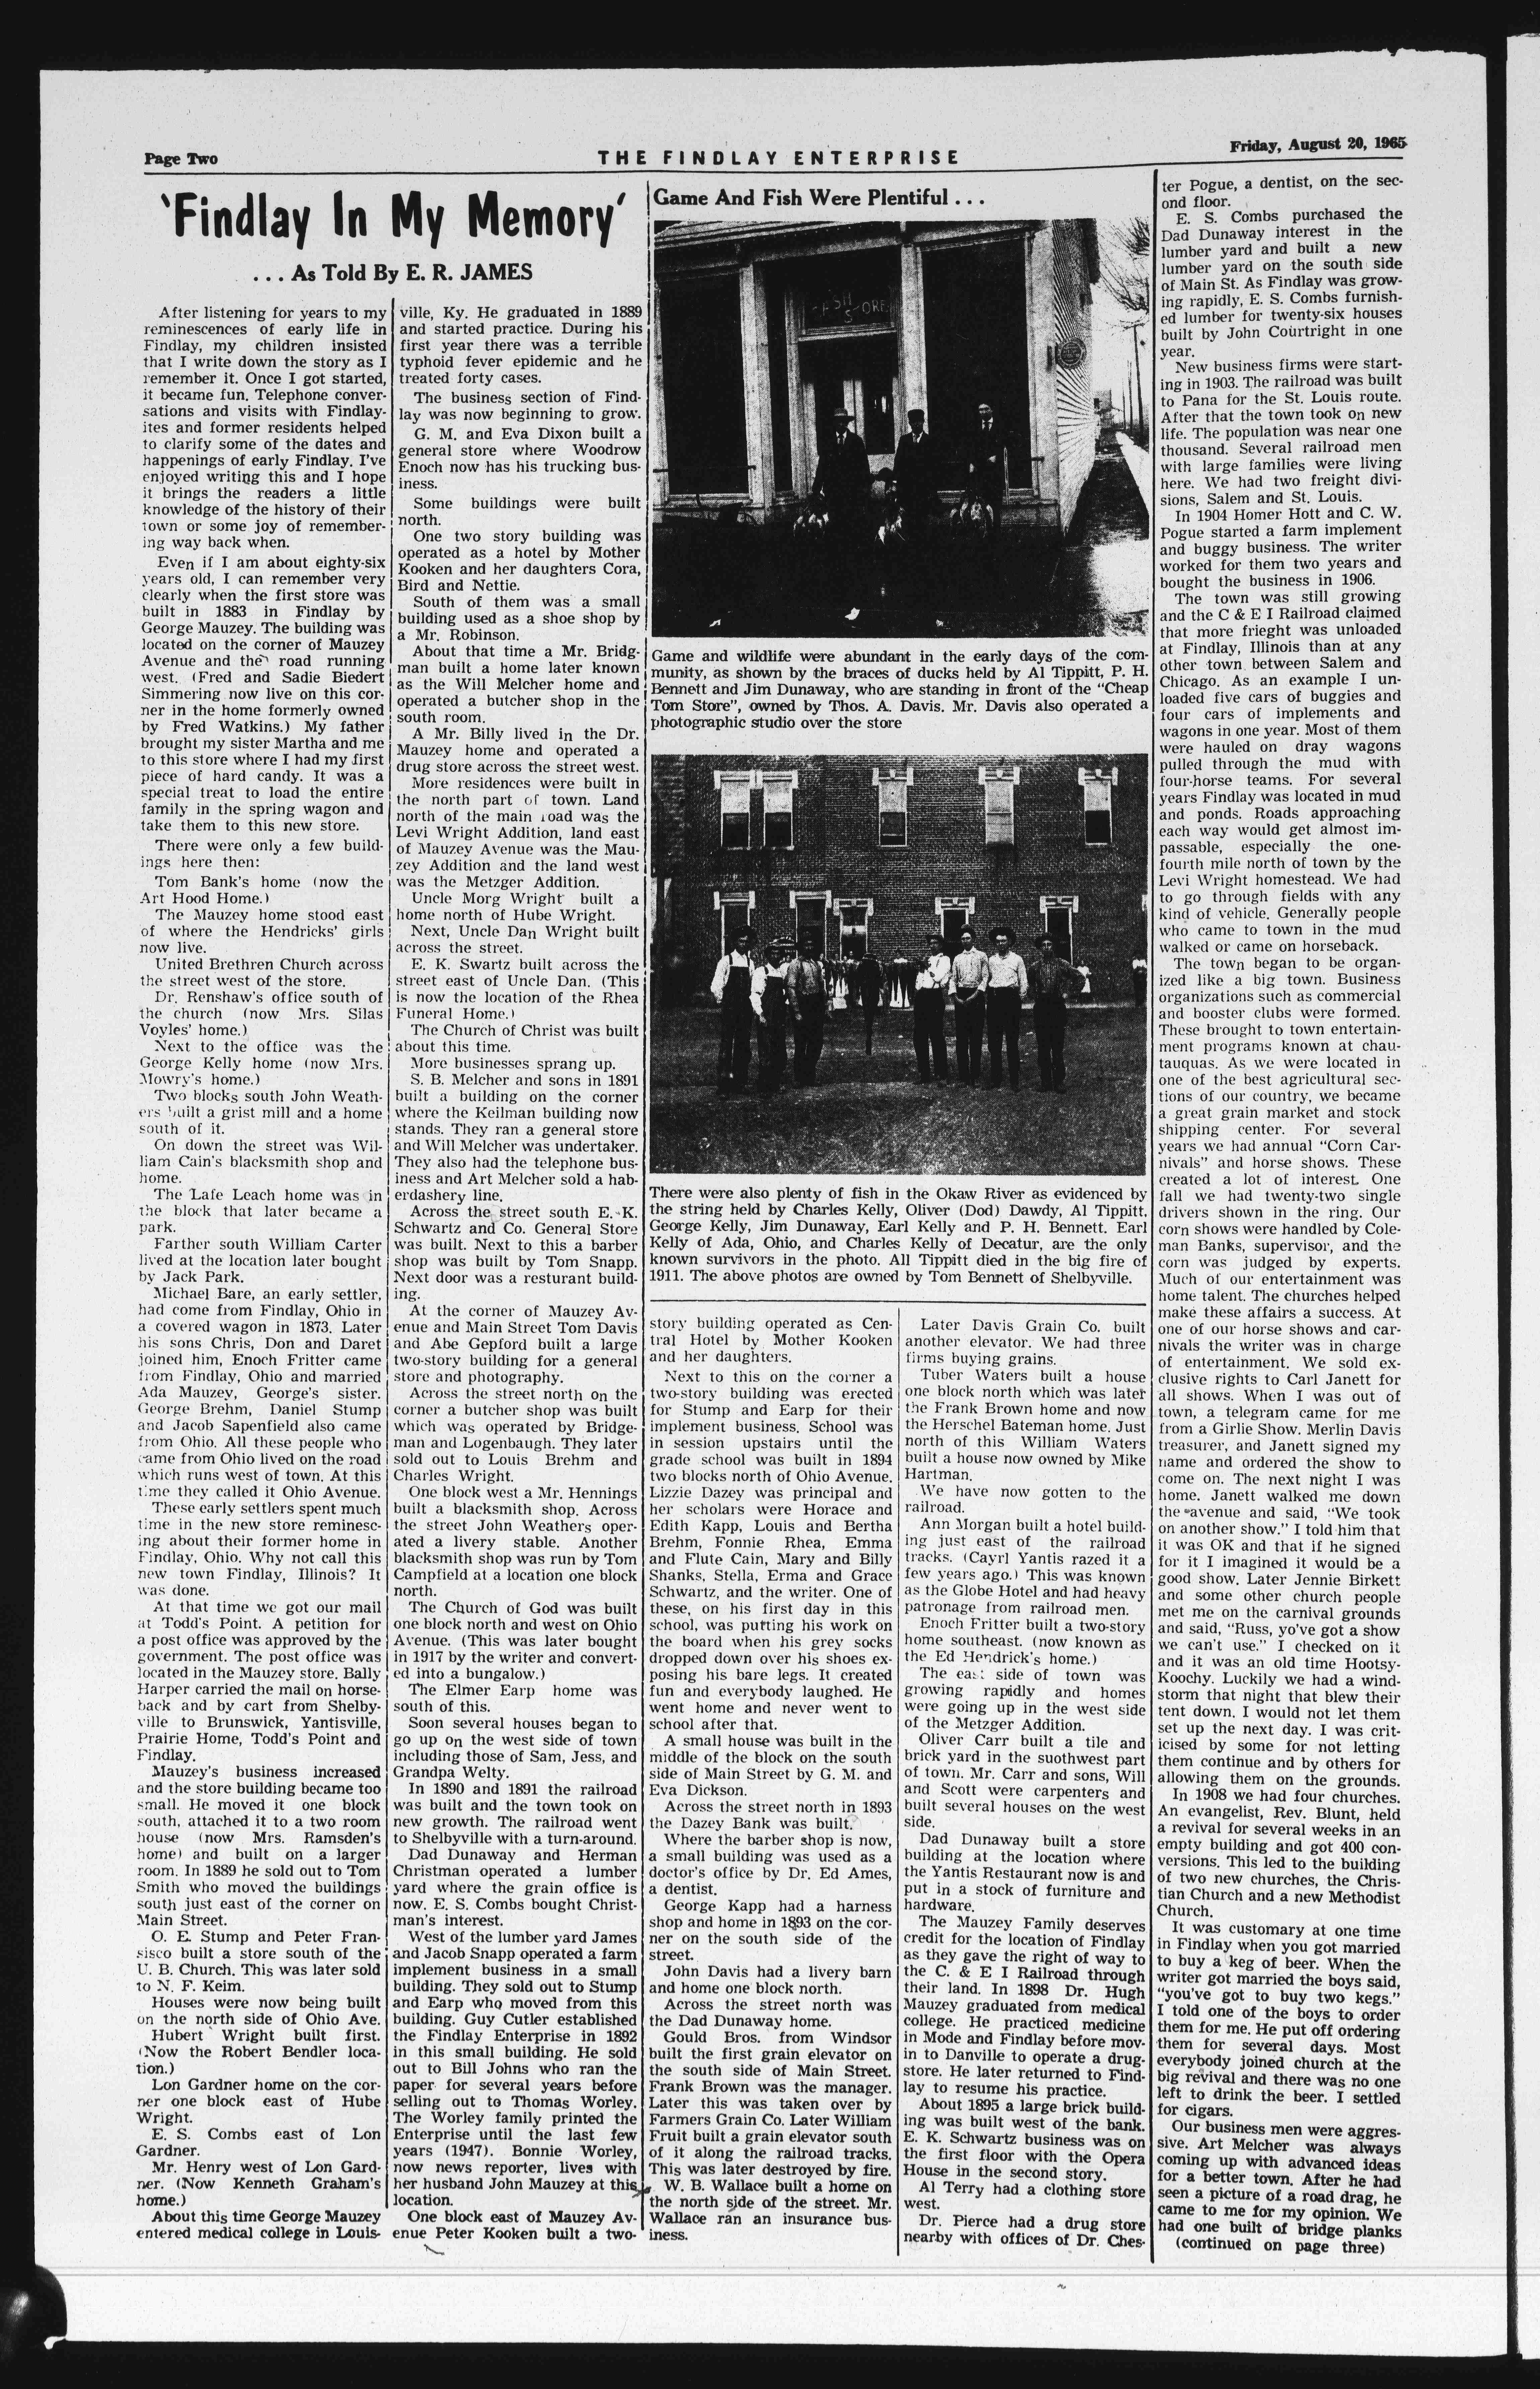 Page Two
THE FINDLAY ENTERPRISE
Friday, August 20, 1965
'Findlay In My Memory'
. . . As Told By E. R. JAMES
After listening for years to my
reminescences of early life in
Findlay, my children insisted
that I write down the story as I
remember it. Once I got started,
it became fun. Telephone conver-
sations and visits with Findlay-
ites and former residents helped
to clarify some of the dates and
happenings of early Findlay. I've
enjoyed writing this and I hope
it brings the readers a little
knowledge of the history of their
town or some joy of remember-
ing way back when.
Even if I am about eighty-six
years old, I can remember very
clearly when the first store was
built in 1883 in Findlay by
George Mauzey. The building was
located on the corner of Mauzey
Avenue and the road running
west. (Fred and Sadie Biedert
Simmering now live on this cor-
ner in the home formerly owned
by Fred Watkins.) My father
brought my sister Martha and me
to this store where I had my first
piece of hard candy. It was a
special treat to load the entire
family in the spring wagon and
take them to this new store.
There were only a few build-
ings here then:
Tom Bank's home (now the
Art Hood Home.)
The Mauzey home stood east
of where the Hendricks' girls
now live.
United Brethren Church across
the street west of the store.
Dr. Renshaw's office south of
the church (now Mrs. Silas
Voyles' home.)
Next to the office was the
George Kelly home (now Mrs.
Mowry's home.)
Two blocks south John Weath-
ers built a grist mill and a home
south of it.
On down the street was Wil-
liam Cain's blacksmith shop and
home.
The Lafe Leach home was in
the block that later became a
park.
Farther south William Carter
lived at the location later bought
by Jack Park.
Michael Bare, an early settler,
had come from Findlay, Ohio in
a covered wagon in 1873. Later
his sons Chris, Don and Daret
joined him, Enoch Fritter came
from Findlay, Ohio and married
Ada Mauzey, George's sister.
George Brehm, Daniel Stump
and Jacob Sapenfield also came
from Ohio. All these people who
came from Ohio lived on the road
which runs west of town. At this
time they called it Ohio Avenue.
These early settlers spent much
time in the new store reminesc-
ing about their former home in
Findlay, Ohio. Why not call this
new town Findlay, Illinois? It
was done.
At that time we got our mail
at Todd's Point. A petition for
a post office was approved by the
government. The post office was
located in the Mauzey store. Bally
Harper carried the mail on horse-
back and by cart from Shelby-
ville to Brunswick, Yantisville,
Prairie Home, Todd's Point and
Findlay.
Mauzey's business increased
and the store building became too
small. He moved it one block
south, attached it to a two room
house (now Mrs. Ramsden's
home) and built on a larger
room. In 1889 he sold out to Tom
Smith who moved the buildings
south just east of the corner on
Main Street.
O. E. Stump and Peter Fran-
sisco built a store south of the
U. B. Church. This was later sold
to N. F. Keim.
Houses were now being built
on the north side of Ohio Ave.
Hubert Wright built first.
(Now the Robert Bendler loca-
tion.)
Lon Gardner home on the cor-
ner one block east of Hube
Wright.
E. S. Combs east of Lon
Gardner.
Mr. Henry west of Lon Gard-
ner. (Now Kenneth Graham's
home.)
About this time George Mauzey
entered medical college in Louis-
ville, Ky. He graduated in 1889
and started practice. During his
first year there was a terrible
typhoid fever epidemic and he
treated forty cases.
The business section of Find-
lay was now beginning to grow.
G. M. and Eva Dixon built a
general store where Woodrow
Enoch now has his trucking bus-
iness.
Some buildings were built
north.
One two story building was
operated as a hotel by Mother
Kooken and her daughters Cora,
Bird and Nettie.
South of them was a small
building used as a shoe shop by
a Mr. Robinson.
About that time a Mr. Bridg-
man built a home later known
as the Will Melcher home and
operated a butcher shop in the
south room.
A Mr. Billy lived in the Dr.
Mauzey home and operated a
drug store across the street west.
More residences were built in
the north part of town. Land
north of the main road was the
Levi Wright Addition, land east
of Mauzey Avenue was the Mau-
zey Addition and the land west
was the Metzger Addition.
Uncle Morg Wright built a
home north of Hube Wright.
Next, Uncle Dan Wright built
across the street.
E. K. Swartz built across the
street east of Uncle Dan. (This
is now the location of the Rhea
Funeral Home.)
The Church of Christ was built
about this time.
More businesses sprang up.
S. B. Melcher and sons in 1891
built a building on the corner
where the Keilman building now
stands. They ran a general store
and Will Melcher was undertaker.
They also had the telephone bus-
iness and Art Melcher sold a hab-
erdashery line.
Across the street south E. K.
Schwartz and Co. General Store
was built. Next to this a barber
shop was built by Tom Snapp.
Next door was a resturant build-
ing.
At the corner of Mauzey Av-
enue and Main Street Tom Davis
and Abe Gepford built a large
two-story building for a general
store and photography.
Across the street north on the
corner a butcher shop was built
which was operated by Bridge-
man and Logenbaugh. They later
sold out to Louis Brehm and
Charles Wright.
One block west a Mr. Hennings
built a blacksmith shop. Across
the street John Weathers oper-
ated a livery stable. Another
blacksmith shop was run by Tom
Campfield at a location one block
north.
The Church of God was built
one block north and west on Ohio
Avenue. (This was later bought
in 1917 by the writer and convert-
ed into a bungalow.)
The Elmer Earp home was
south of this.
Soon several houses began to
go up on the west side of town
including those of Sam, Jess, and
Grandpa Welty.
In 1890 and 1891 the railroad
was built and the town took on
new growth. The railroad went
to Shelbyville with a turn-around.
Dad Dunaway and Herman
Christman operated a lumber
yard where the grain office is
now. E. S. Combs bought Christ-
man's interest.
West of the lumber yard James
and Jacob Snapp operated a farm
implement business in a small
building. They sold out to Stump
and Earp who moved from this
building. Guy Cutler established
the Findlay Enterprise in 1892
in this small building. He sold
out to Bill Johns who ran the
paper for several years before
selling out to Thomas Worley.
The Worley family printed the
Enterprise until the last few
years (1947). Bonnie Worley,
now news reporter, lives with
her husband John Mauzey at this
location.
One block east of Mauzey Av-
enue Peter Kooken built a two-
Game And Fish Were Plentiful . . .
Game and wildlife were abundant in the early days of the com-
munity, as shown by the braces of ducks held by Al Tippitt, P. H.
Bennett and Jim Dunaway, who are standing in front of the "Cheap
Tom Store", owned by Thos. A. Davis. Mr. Davis also operated a
photographic studio over the store
There were also plenty of fish in the Okaw River as evidenced by
the string held by Charles Kelly, Oliver (Dod) Dawdy, Al Tippitt,
George Kelly, Jim Dunaway, Earl Kelly and P. H. Bennett. Earl
Kelly of Ada, Ohio, and Charles Kelly of Decatur, are the only
known survivors in the photo. All Tippitt died in the big fire of
1911. The above photos are owned by Tom Bennett of Shelbyville.
story building operated as Cen-
tral Hotel by Mother Kooken
and her daughters.
Next to this on the corner a
two-story building was erected
for Stump and Earp for their
implement business. School was
in session upstairs until the
grade school was built in 1894
two blocks north of Ohio Avenue.
Lizzie Dazey was principal and
her scholars were Horace and
Edith Kapp, Louis and Bertha
Brehm, Fonnie Rhea, Emma
and Flute Cain, Mary and Billy
Shanks, Stella, Erma and Grace
Schwartz, and the writer. One of
these, on his first day in this
school, was putting his work on
the board when his grey socks
dropped down over his shoes ex-
posing his bare legs. It created
fun and everybody laughed. He
went home and never went to
school after that.
A small house was built in the
middle of the block on the south
side of Main Street by G. M. and
Eva Dickson.
Across the street north in 1893
the Dazey Bank was built.
Where the barber shop is now,
a small building was used as a
doctor's office by Dr. Ed Ames,
a dentist.
George Kapp had a harness
shop and home in 1893 on the cor-
ner on the south side of the
street.
John Davis had a livery barn
and home one block north.
Across the street north was
the Dad Dunaway home.
Gould Bros. from Windsor
built the first grain elevator on
the south side of Main Street.
Frank Brown was the manager.
Later this was taken over by
Farmers Grain Co. Later William
Fruit built a grain elevator south
of it along the railroad tracks.
This was later destroyed by fire.
W. B. Wallace built a home on
the north side of the street. Mr.
Wallace ran an insurance bus-
iness.
Later Davis Grain Co. built
another elevator. We had three
firms buying grains.
Tuber Waters built a house
one block north which was later
the Frank Brown home and now
the Herschel Bateman home. Just
north of this William Waters
built a house now owned by Mike
Hartman.
We have now gotten to the
railroad.
Ann Morgan built a hotel build-
ing just east of the railroad
tracks. (Cayrl Yantis razed it a
few years ago.) This was known
as the Globe Hotel and had heavy
patronage from railroad men.
Enoch Fritter built a two-story
home southeast. (now known as
the Ed Hendrick's home.)
The east side of town was
growing rapidly and homes
were going up in the west side
of the Metzger Addition.
Oliver Carr built a tile and
brick yard in the suothwest part
of town. Mr. Carr and sons, Will
and Scott were carpenters and
built several houses on the west
side.
Dad Dunaway built a store
building at the location where
the Yantis Restaurant now is and
put in a stock of furniture and
hardware.
The Mauzey Family deserves
credit for the location of Findlay
as they gave the right of way to
the C. & E I Railroad through
their land. In 1898 Dr. Hugh
Mauzey graduated from medical
college. He practiced medicine
in Mode and Findlay before mov-
in to Danville to operate a drug-
store. He later returned to Find-
lay to resume his practice.
About 1895 a large brick build-
ing was built west of the bank.
E. K. Schwartz business was on
the first floor with the Opera
House in the second story.
Al Terry had a clothing store
west.
Dr. Pierce had a drug store
nearby with offices of Dr. Ches-
ter Pogue, a dentist, on the sec-
ond floor.
E. S. Combs purchased the
Dad Dunaway interest in the
lumber yard and built a new
lumber yard on the south side
of Main St. As Findlay was grow-
ing rapidly, E. S. Combs furnish-
ed lumber for twenty-six houses
built by John Courtright in one
year.
New business firms were start-
ing in 1903. The railroad was built
to Pana for the St. Louis route.
After that the town took on new
life. The population was near one
thousand. Several railroad men
with large families were living
here. We had two freight divi-
sions, Salem and St. Louis.
In 1904 Homer Hott and C. W.
Pogue started a farm implement
and buggy business. The writer
worked for them two years and
bought the business in 1906.
The town was still growing
and the C & E I Railroad claimed
that more frieght was unloaded
at Findlay, Illinois than at any
other town between Salem and
Chicago. As an example I un-
loaded five cars of buggies and
four cars of implements and
wagons in one year. Most of them
were hauled on dray wagons
pulled through the mud with
four-horse teams. For several
years Findlay was located in mud
and ponds. Roads approaching
each way would get almost im-
passable, especially the one-
fourth mile north of town by the
Levi Wright homestead. We had
to go through fields with any
kind of vehicle. Generally people
who came to town in the mud
walked or came on horseback.
The town began to be organ-
ized like a big town. Business
organizations such as commercial
and booster clubs were formed.
These brought to town entertain-
ment programs known at chau-
tauquas. As we were located in
one of the best agricultural sec-
tions of our country, we became
a great grain market and stock
shipping center. For several
years we had annual "Corn Car-
nivals" and horse shows. These
created a lot of interest. One
fall we had twenty-two single
drivers shown in the ring. Our
corn shows were handled by Cole-
man Banks, supervisor, and the
corn was judged by experts.
Much of our entertainment was
home talent. The churches helped
make these affairs a success. At
one of our horse shows and car-
nivals the writer was in charge
of entertainment. We sold ex-
clusive rights to Carl Janett for
all shows. When I was out of
town, a telegram came for me
from a Girlie Show. Merlin Davis
treasurer, and Janett signed my
name and ordered the show to
come on. The next night I was
home. Janett walked me down
the avenue and said, "We took
on another show." I told him that
it was OK and that if he signed
for it I imagined it would be a
good show. Later Jennie Birkett
and some other church people
met me on the carnival grounds
and said, "Russ, yo've got a show
we can't use." I checked on it
and it was an old time Hootsy-
Koochy. Luckily we had a wind-
storm that night that blew their
tent down. I would not let them
set up the next day. I was crit-
icised by some for not letting
them continue and by others for
allowing them on the grounds.
In 1908 we had four churches.
An evangelist, Rev. Blunt, held
a revival for several weeks in an
empty building and got 400 con-
versions. This led to the building
of two new churches, the Chris-
tian Church and a new Methodist
Church.
It was customary at one time
in Findlay when you got married
to buy a keg of beer. When the
writer got married the boys said,
"you've got to buy two kegs."
I told one of the boys to order
them for me. He put off ordering
them for several days. Most
everybody joined church at the
big revival and there was no one
left to drink the beer. I settled
for cigars.
Our business men were aggres-
sive. Art Melcher was always
coming up with advanced ideas
for a better town. After he had
seen a picture of a road drag, he
came to me for my opinion. We
had one built of bridge planks
(continued on page three)